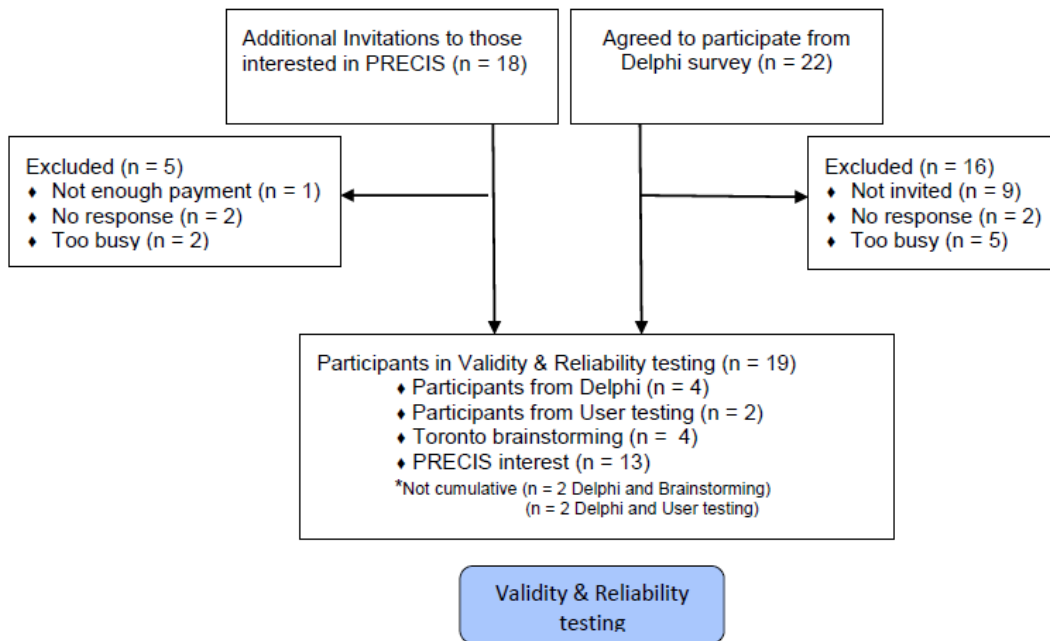 Additional Invitations to those
interested in PRECIS (n = 18)
Agreed to participate from
Delphi survey (n = 22)
Excluded (n = 5)
♦ Not enough payment (n = 1)
♦ No response (n = 2)
♦ Too busy (n = 2)
Excluded (n = 16)
♦ Not invited (n = 9)
♦ No response (n = 2)
♦ Too busy (n = 5)
Participants in Validity & Reliability testing (n = 19)
♦ Participants from Delphi (n = 4)
♦ Participants from User testing (n = 2)
♦ Toronto brainstorming (n = 4)
♦ PRECIS interest (n = 13)
*Not cumulative (n = 2 Delphi and Brainstorming)
(n = 2 Delphi and User testing)
Validity & Reliability
testing